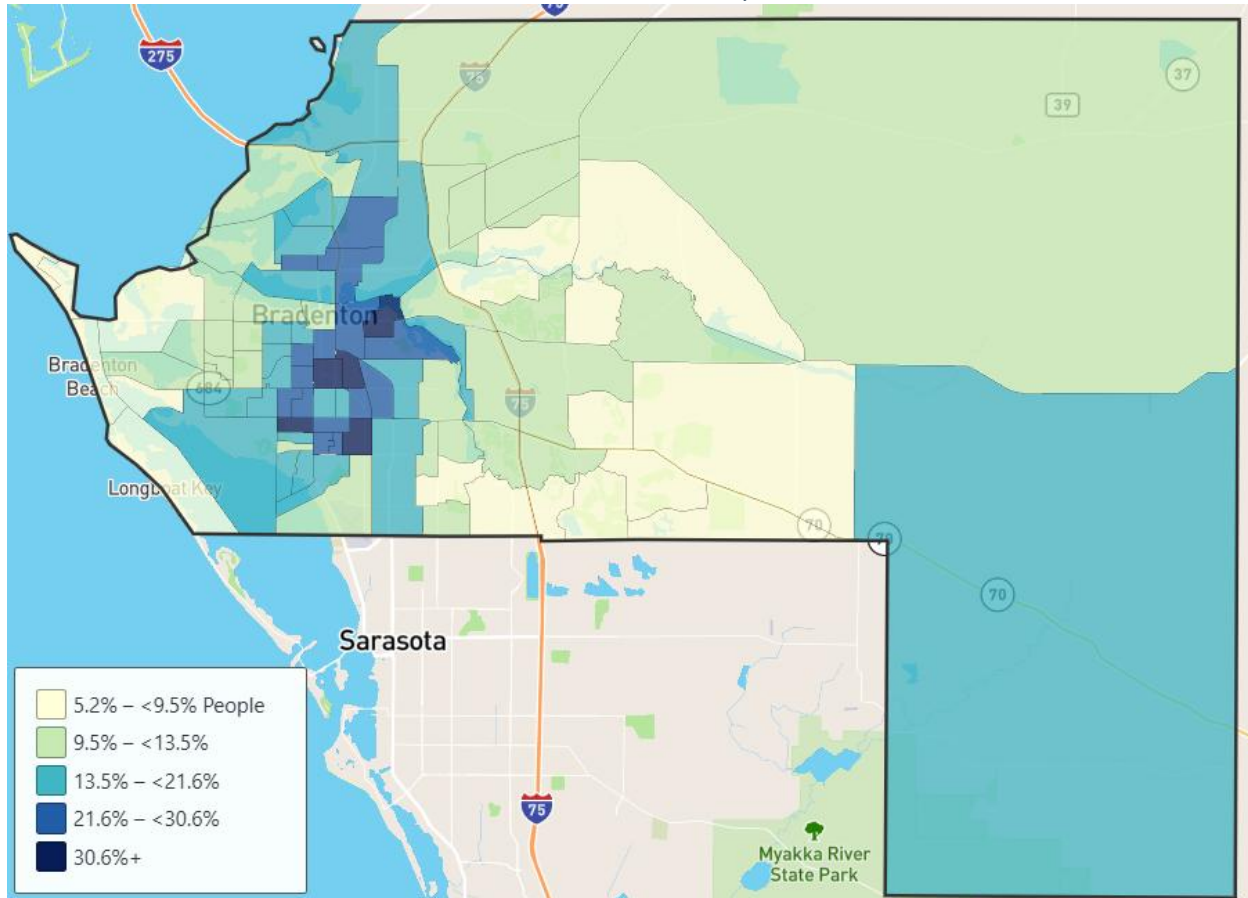 75
275
75
37
39
Bradenton
Bradenton
Beach
684
75
Longboat Key
70
70
70
Sarasota
5.2% – <9.5% People
9.5% – <13.5%
13.5% – <21.6%
21.6% – <30.6%
30.6%+
75
Myakka River
State Park